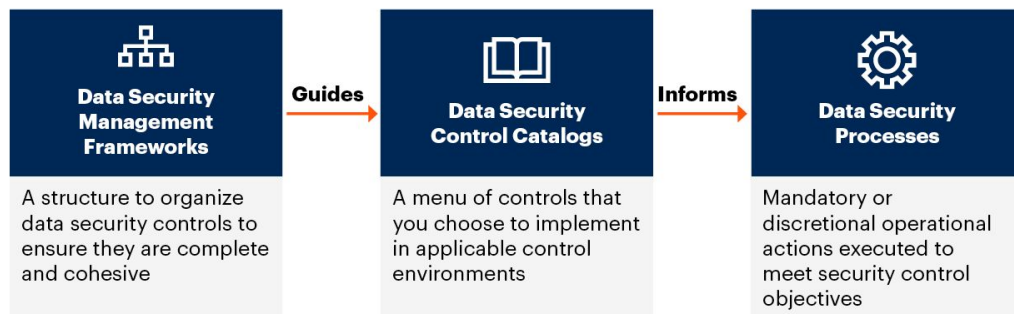 Data Security
Management
Frameworks
Guides
Data Security
Control Catalogs
Informs
Data Security
Processes
A structure to organize
data security controls to
ensure they are complete
and cohesive
A menu of controls that
you choose to implement
in applicable control
environments
Mandatory or
discretional operational
actions executed to
meet security control
objectives